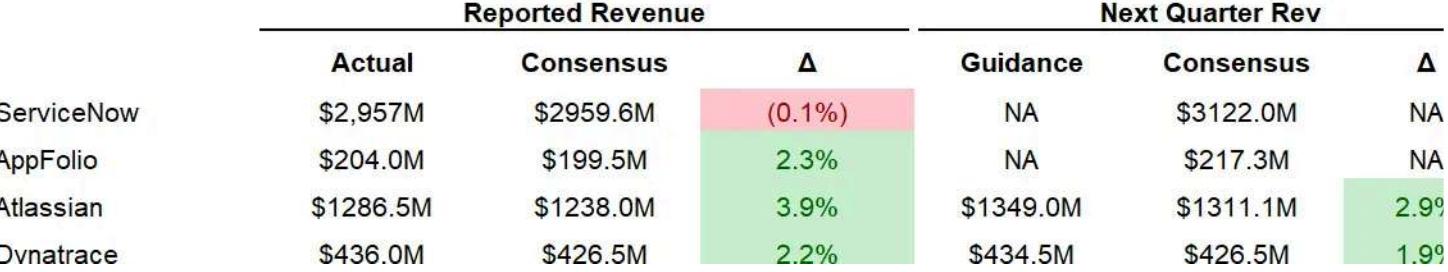 Reported Revenue Next Quarter Rev
Actual Consensus Δ Guidance Consensus Δ
ServiceNow $2,957M $2959.6M (0.1%) NA $3122.0M NA
AppFolio $204.0M $199.5M 2.3% NA $217.3M NA
Atlassian $1286.5M $1238.0M 3.9% $1349.0M $1311.1M 2.9%
Dynatrace $436.0M $426.5M 2.2% $434.5M $426.5M 1.9%